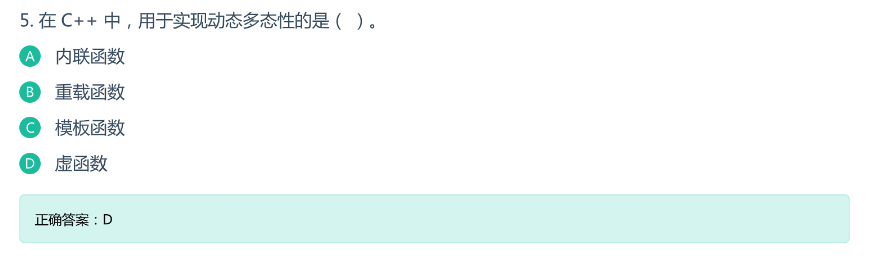 5. 在 C++ 中，用于实现动态多态性的是（ ）。
A 内联函数
B 重载函数
C 模板函数
D 虚函数
正确答案：D